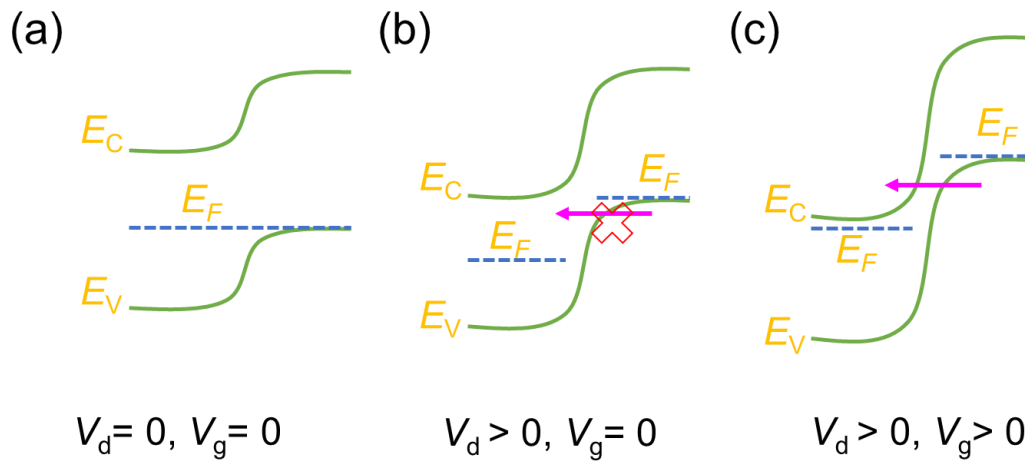 (a)
E_C
E_F
E_V
V_d = 0, V_g = 0
(b)
E_C
E_F
E_F
E_V
V_d > 0, V_g = 0
(c)
E_F
E_C
E_F
E_V
V_d > 0, V_g > 0